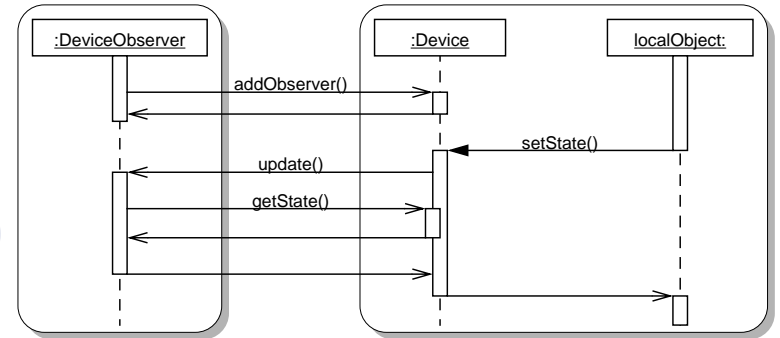 :DeviceObserver
:Device
localObject:
addObserver()
setState()
update()
getState()